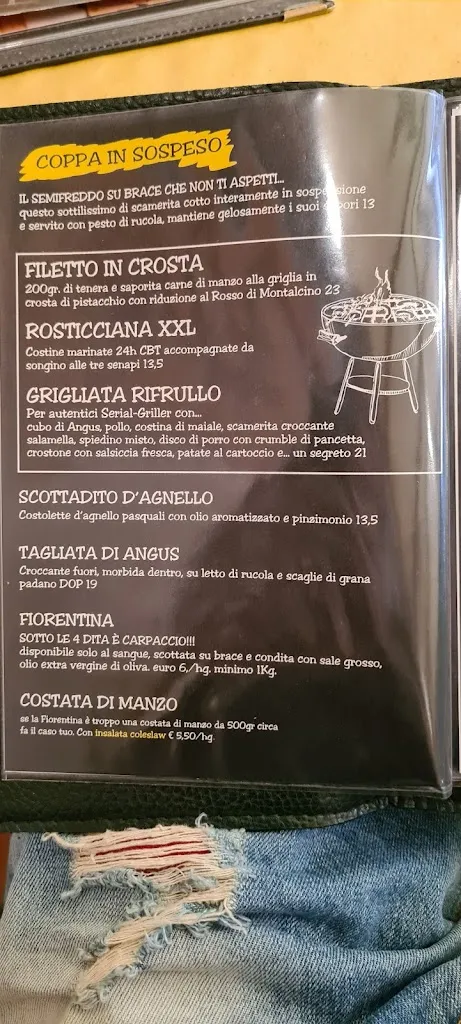 COPPA IN SOSPESO
IL SEMIFREDDO SU BRACE CHE NON TI ASPETTI...
questo sottilissimo di scamerita cotto interamente in sospensione
e servito con pesto di rucola, mantiene gelosamente i suoi sapori 13
FILETTO IN CROSTA
200gr. di tenera e saporita carne di manzo alla griglia in
crosta di pistacchio con riduzione al Rosso di Montalcino 23
ROSTICCIANA XXL
Costine marinate 24h CBT accompagnate da
songino alle tre senapi 13,5
GRIGLIATA RIFRULLO
Per autentici Serial-Griller con...
cubo di Angus, pollo, costina di maiale, scamerita croccante
salamella, spiedino misto, disco di porro con crumble di pancetta,
crostone con salsiccia fresca, patate al cartoccio e... un segreto 21
SCOTTADITO D'AGNELLO
Costolette d'agnello pasquali con olio aromatizzato e pinzimonio 13,5
TAGLIATA DI ANGUS
Croccante fuori, morbida dentro, su letto di rucola e scaglie di grana
padano DOP 19
FIORENTINA
SOTTO LE 4 DITA È CARPACCIO!!!
disponibile solo al sangue, scottata su brace e condita con sale grosso,
olio extra vergine di oliva. euro 6,/hg. minimo 1Kg.
COSTATA DI MANZO
se la Fiorentina è troppo una costata di manzo da 500gr circa
fa il caso tuo. Con insalata coleslaw € 5,50/hg.